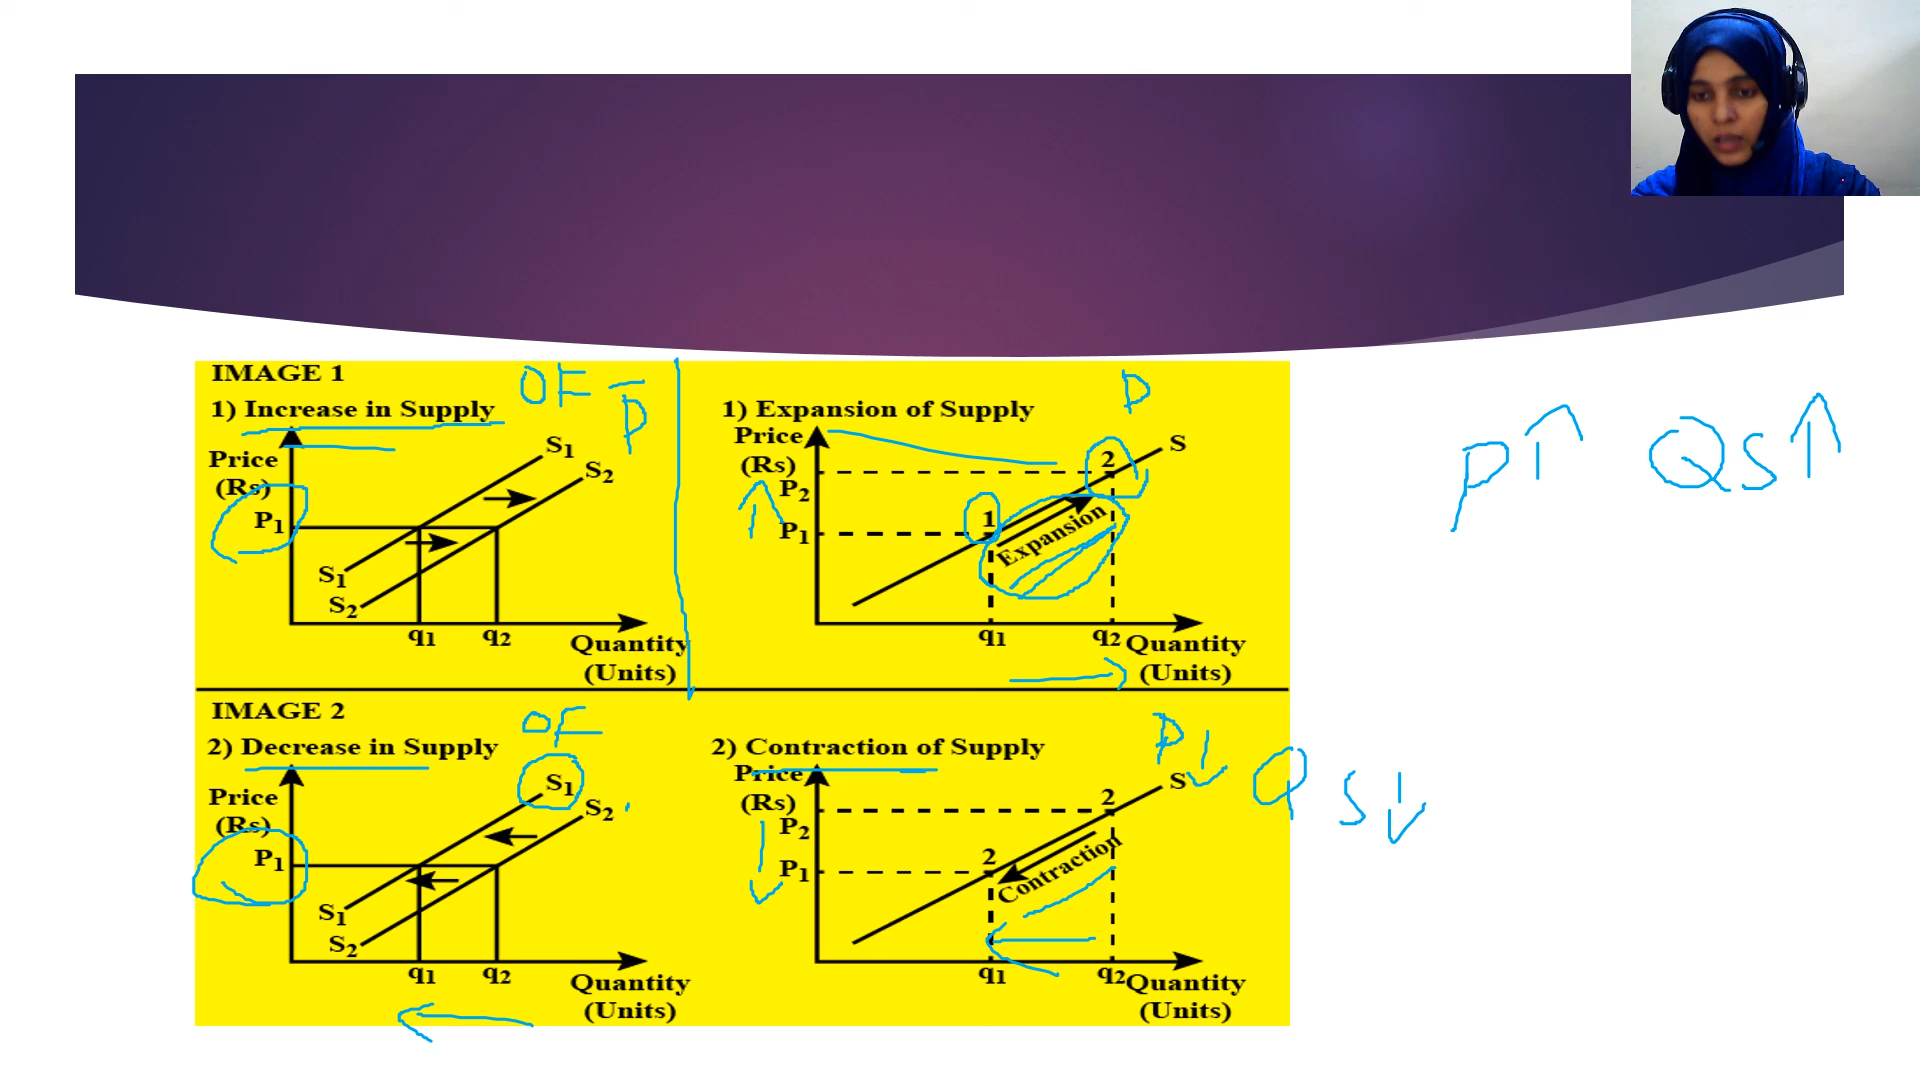 IMAGE 1
OF P̄
1) Increase in Supply
Price
(Rs)
P1
S1
S2
S1
S2
q1 q2
Quantity
(Units)
P
1) Expansion of Supply
Price
(Rs)
P2
P1
2
S
1
Expansion
q1 q2
Quantity
(Units)
P↑ QS↑
IMAGE 2
OF
2) Decrease in Supply
Price
(Rs)
P1
S1
S2
S1
S2
q1 q2
Quantity
(Units)
P↓ QS↓
2) Contraction of Supply
Price
(Rs)
P2
P1
2
S
2
Contraction
q1 q2
Quantity
(Units)